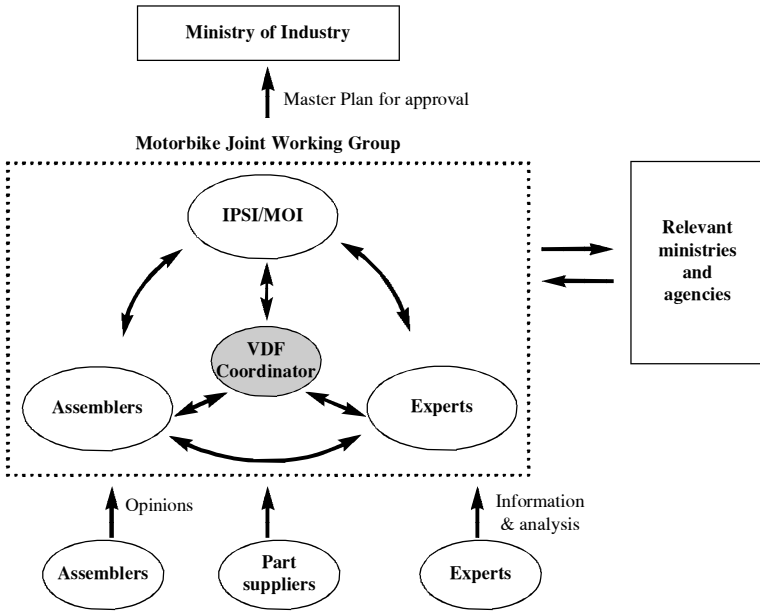 Ministry of Industry
Master Plan for approval
Motorbike Joint Working Group
IPSI/MOI
Relevant
ministries
and
agencies
VDF
Coordinator
Assemblers
Experts
Opinions
Information
& analysis
Assemblers
Part
suppliers
Experts